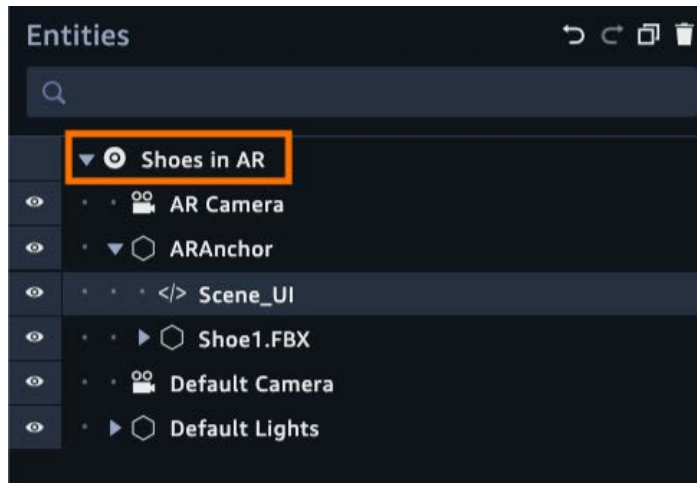 Entities
Shoes in AR
AR Camera
ARAnchor
</> Scene_UI
Shoe1.FBX
Default Camera
Default Lights